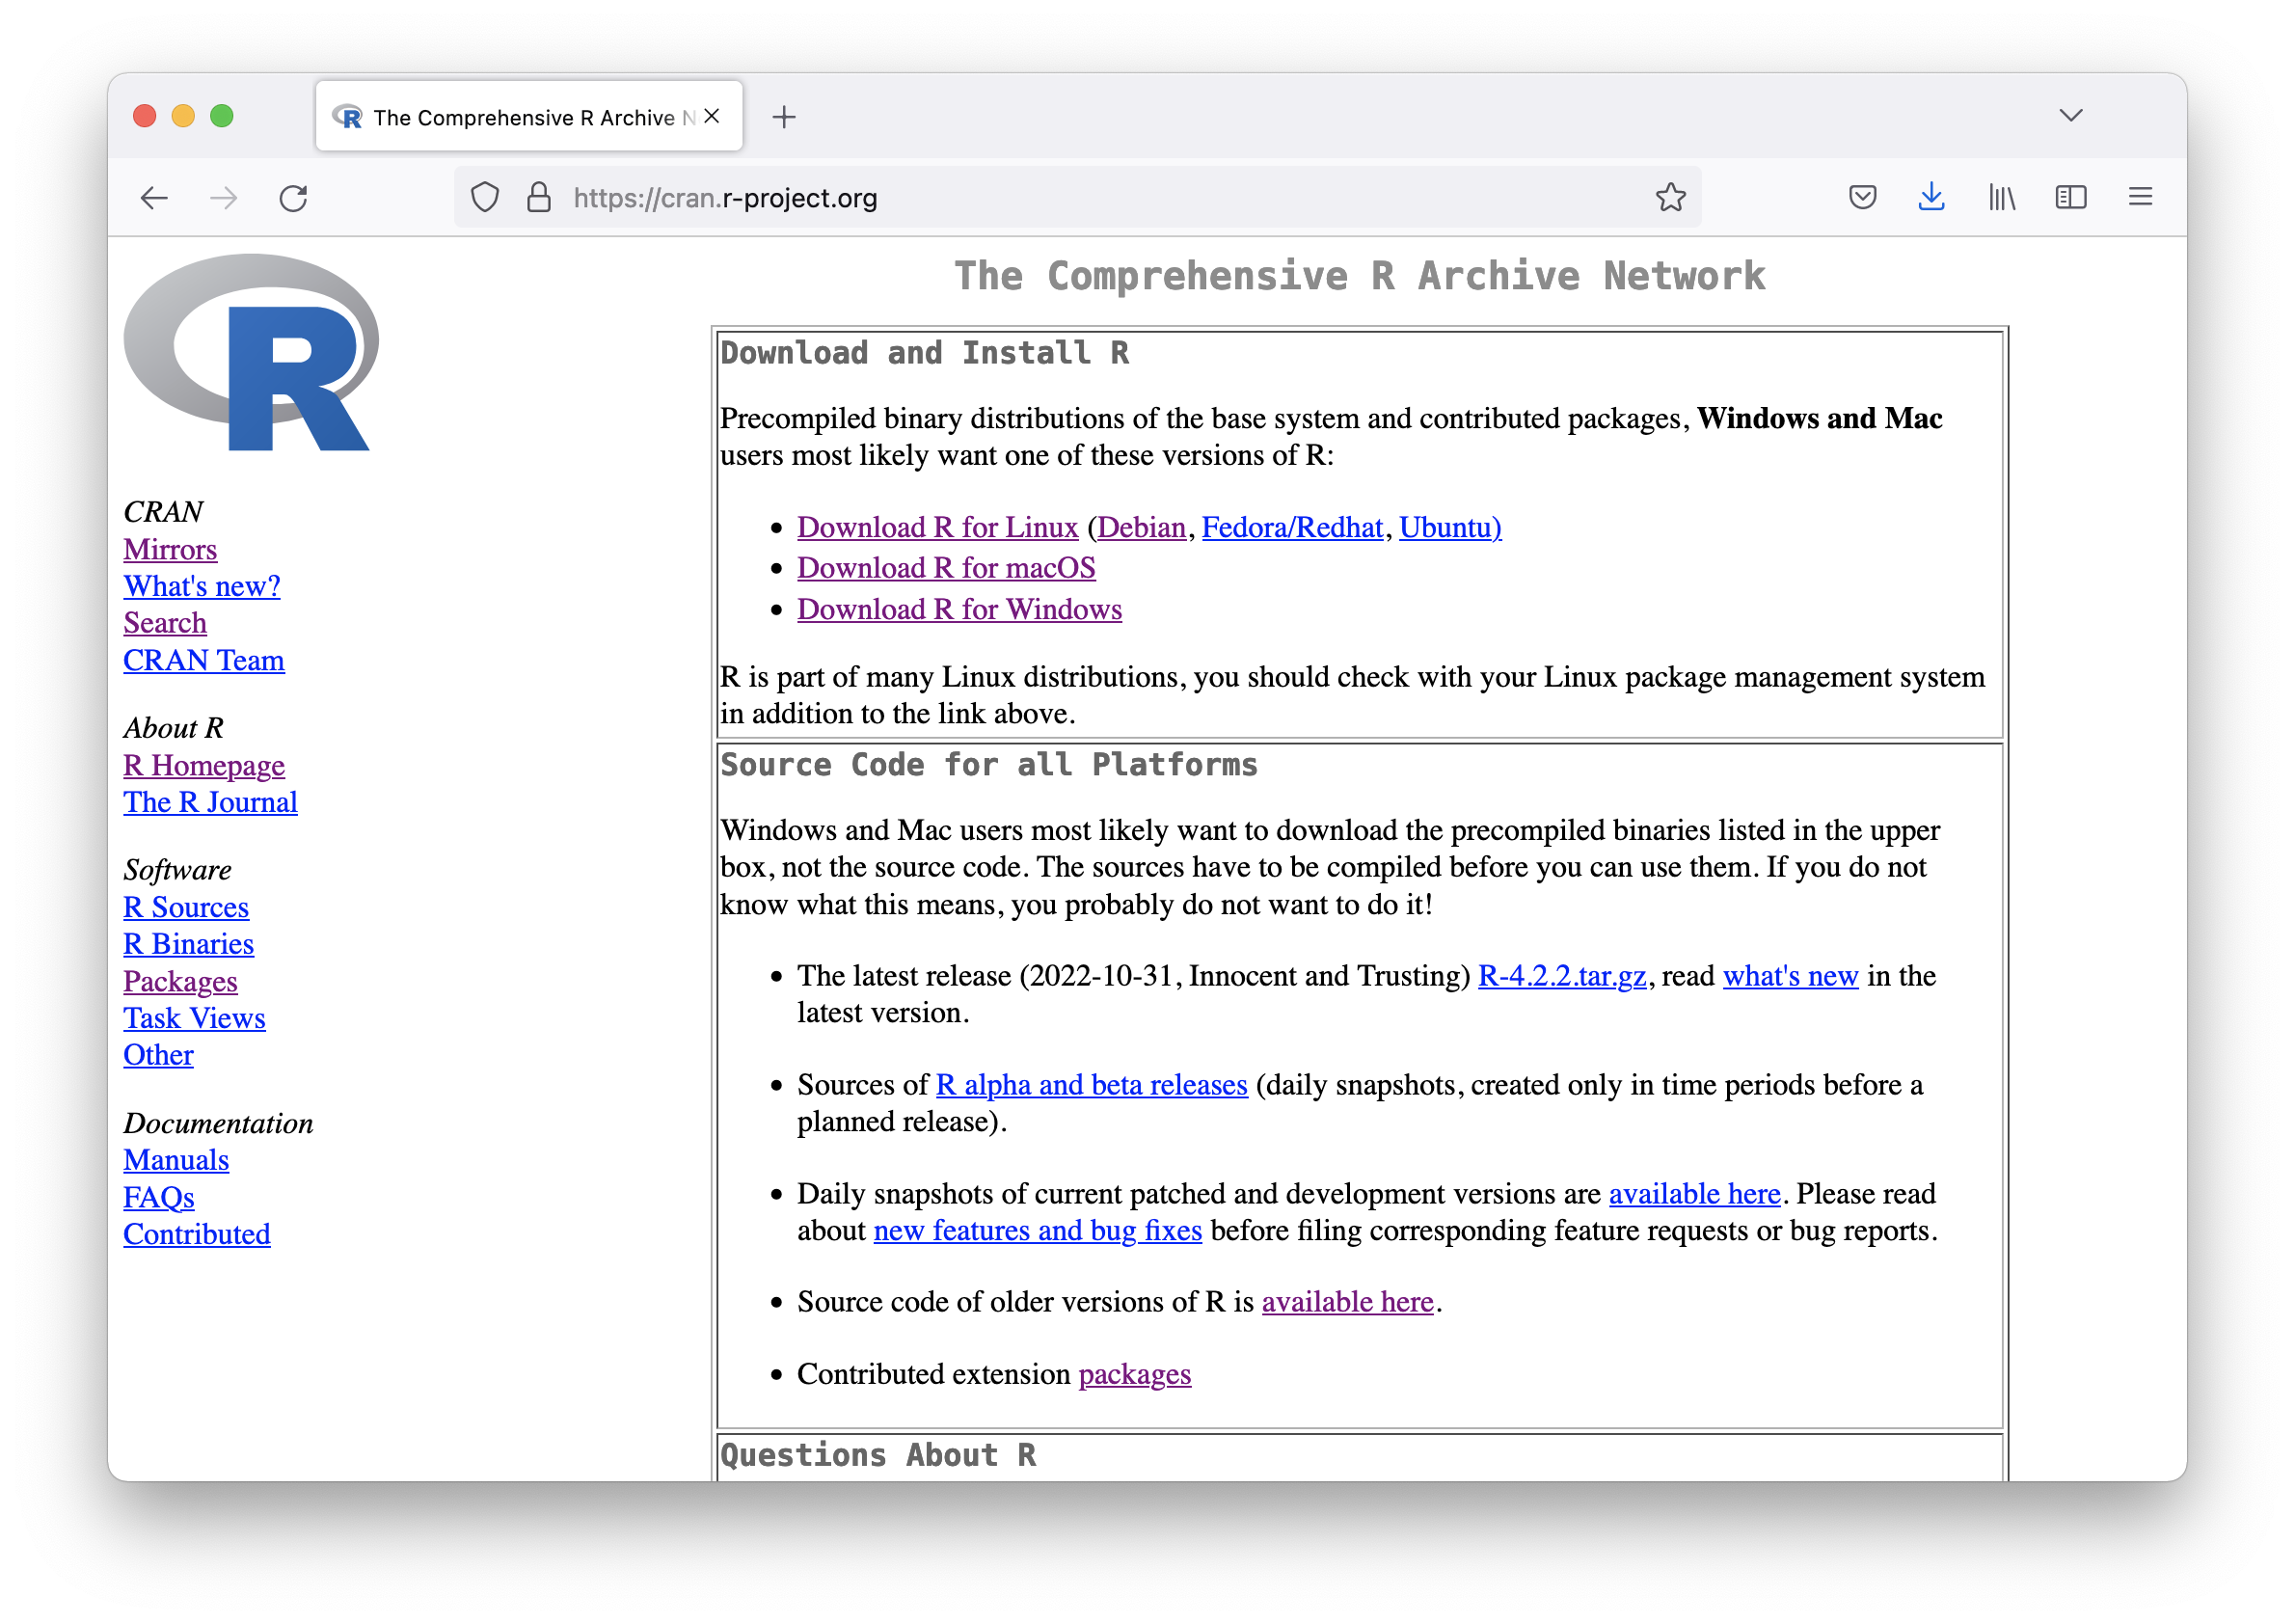 The Comprehensive R Archive N
https://cran.r-project.org
R
CRAN
Mirrors
What's new?
Search
CRAN Team
About R
R Homepage
The R Journal
Software
R Sources
R Binaries
Packages
Task Views
Other
Documentation
Manuals
FAQs
Contributed
The Comprehensive R Archive Network
Download and Install R
Precompiled binary distributions of the base system and contributed packages, Windows and Mac
users most likely want one of these versions of R:
• Download R for Linux (Debian, Fedora/Redhat, Ubuntu)
• Download R for macOS
• Download R for Windows
R is part of many Linux distributions, you should check with your Linux package management system
in addition to the link above.
Source Code for all Platforms
Windows and Mac users most likely want to download the precompiled binaries listed in the upper
box, not the source code. The sources have to be compiled before you can use them. If you do not
know what this means, you probably do not want to do it!
• The latest release (2022-10-31, Innocent and Trusting) R-4.2.2.tar.gz, read what's new in the
latest version.
• Sources of R alpha and beta releases (daily snapshots, created only in time periods before a
planned release).
• Daily snapshots of current patched and development versions are available here. Please read
about new features and bug fixes before filing corresponding feature requests or bug reports.
• Source code of older versions of R is available here.
• Contributed extension packages
Questions About R